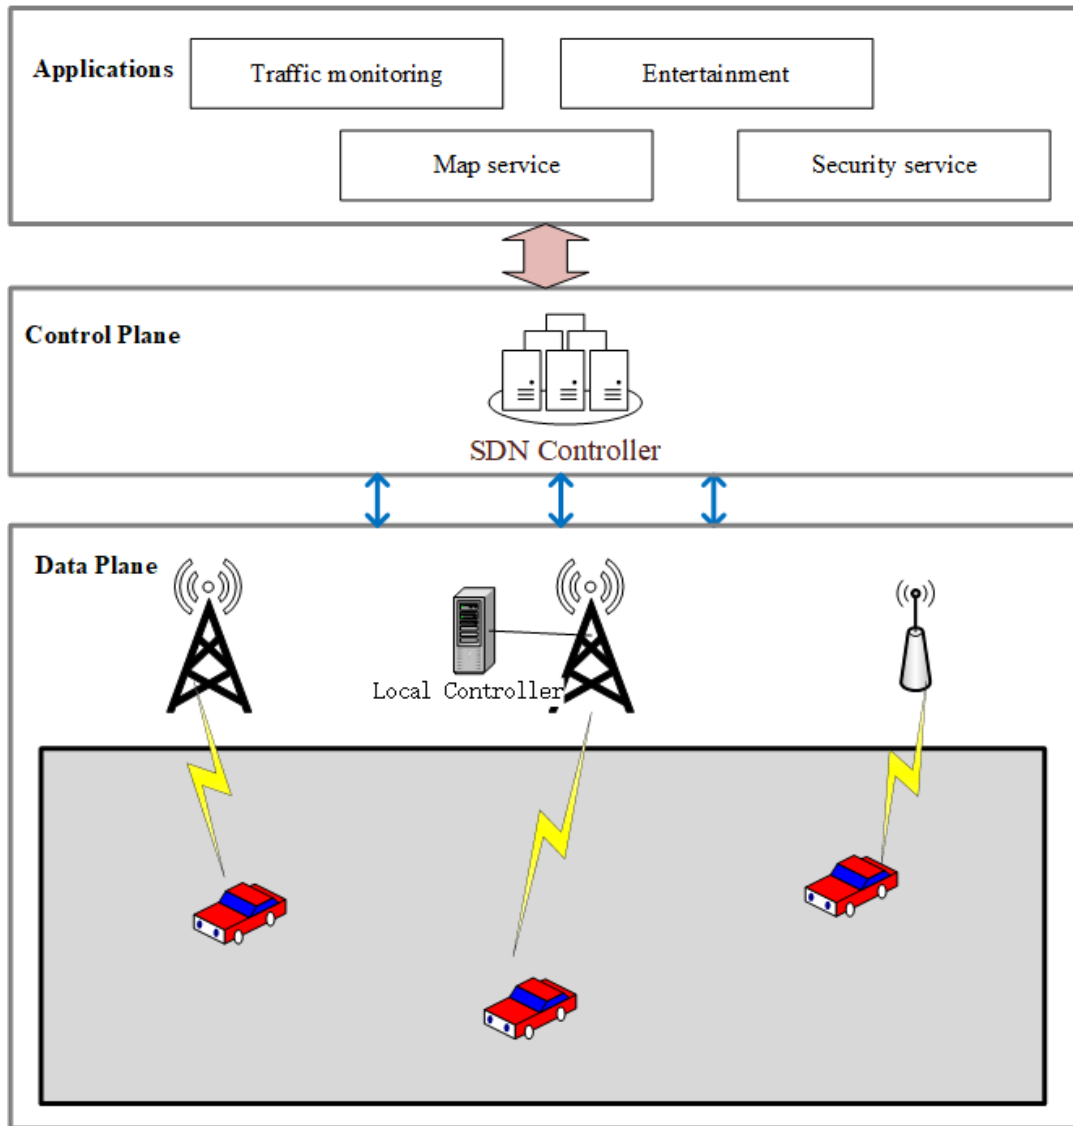 Applications
Traffic monitoring
Entertainment
Map service
Security service
Control Plane
SDN Controller
Data Plane
Local Controller